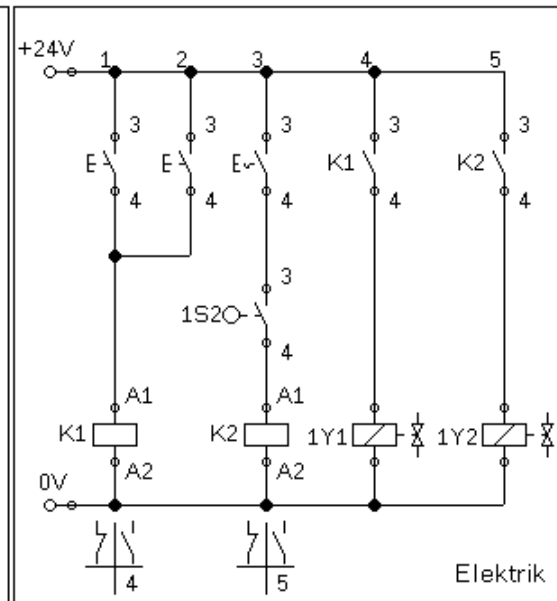 1 2 3 4 5
+24V
3 3 3 3 3
E E E K1 K2
4 4 4 4 4
3
1S2
4
A1 A1
K1 K2 1Y1 1Y2
A2 A2
0V
4 5
Elektrik